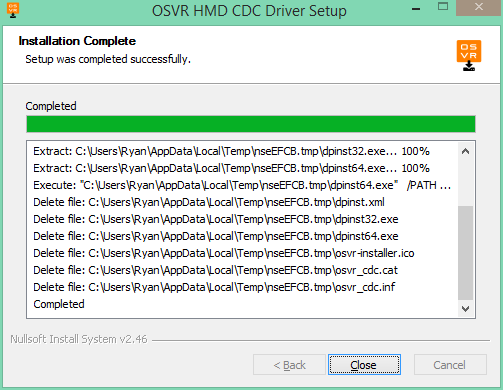 OSVR HMD CDC Driver Setup
Installation Complete
Setup was completed successfully.
OS
VR
Completed
Extract: C:\Users\Ryan\AppData\Local\Temp\nseEFCB.tmp\dpinst32.exe... 100%
Extract: C:\Users\Ryan\AppData\Local\Temp\nseEFCB.tmp\dpinst64.exe... 100%
Execute: "C:\Users\Ryan\AppData\Local\Temp\nseEFCB.tmp\dpinst64.exe" /PATH ...
Delete file: C:\Users\Ryan\AppData\Local\Temp\nseEFCB.tmp\dpinst.xml
Delete file: C:\Users\Ryan\AppData\Local\Temp\nseEFCB.tmp\dpinst32.exe
Delete file: C:\Users\Ryan\AppData\Local\Temp\nseEFCB.tmp\dpinst64.exe
Delete file: C:\Users\Ryan\AppData\Local\Temp\nseEFCB.tmp\osvr-installer.ico
Delete file: C:\Users\Ryan\AppData\Local\Temp\nseEFCB.tmp\osvr_cdc.cat
Delete file: C:\Users\Ryan\AppData\Local\Temp\nseEFCB.tmp\osvr_cdc.inf
Completed
Nullsoft Install System v2.46
< Back
Close
Cancel